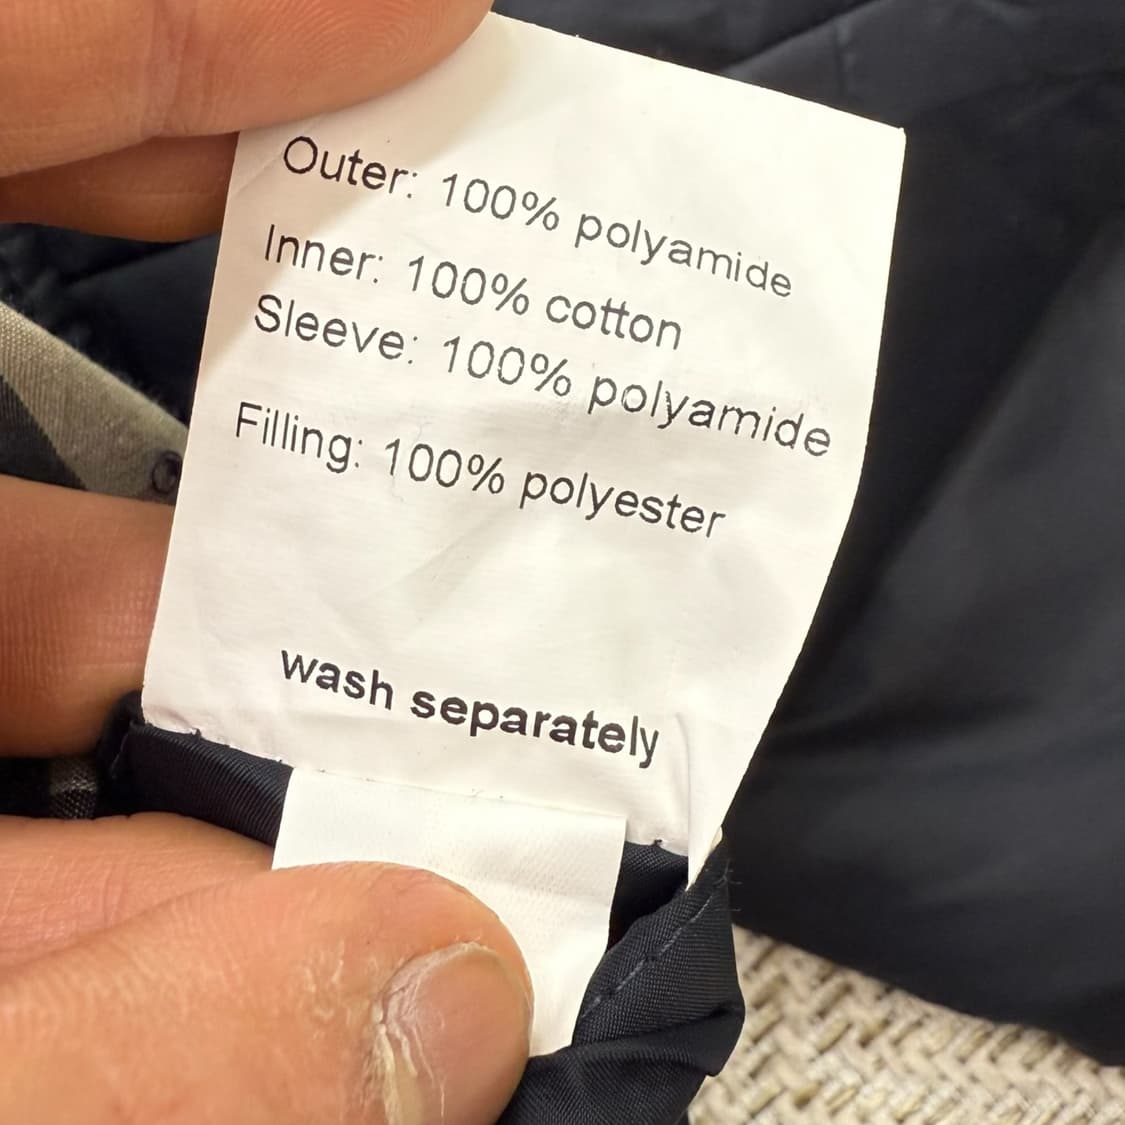 Outer: 100% polyamide
Inner: 100% cotton
Sleeve: 100% polyamide
Filling: 100% polyester
wash separately